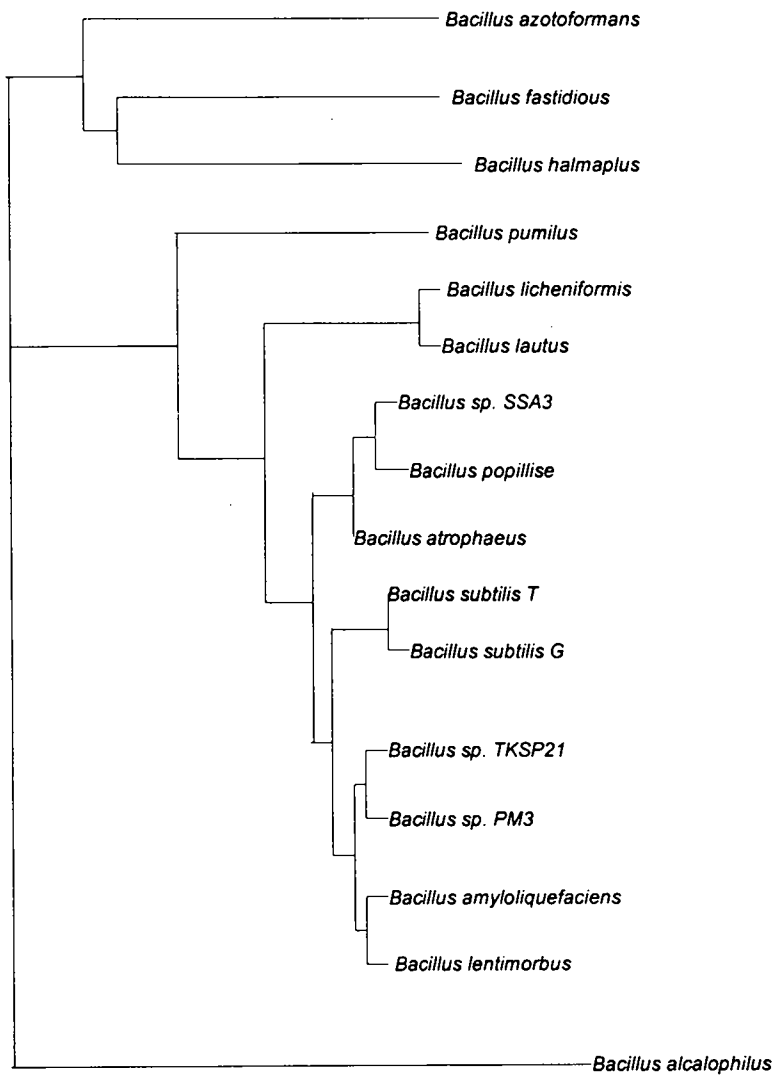 Bacillus azotoformans
Bacillus fastidious
Bacillus halmaplus
Bacillus pumilus
Bacillus licheniformis
Bacillus lautus
Bacillus sp. SSA3
Bacillus popillise
Bacillus atrophaeus
Bacillus subtilis T
Bacillus subtilis G
Bacillus sp. TKSP21
Bacillus sp. PM3
Bacillus amyloliquefaciens
Bacillus lentimorbus
Bacillus alcalophilus